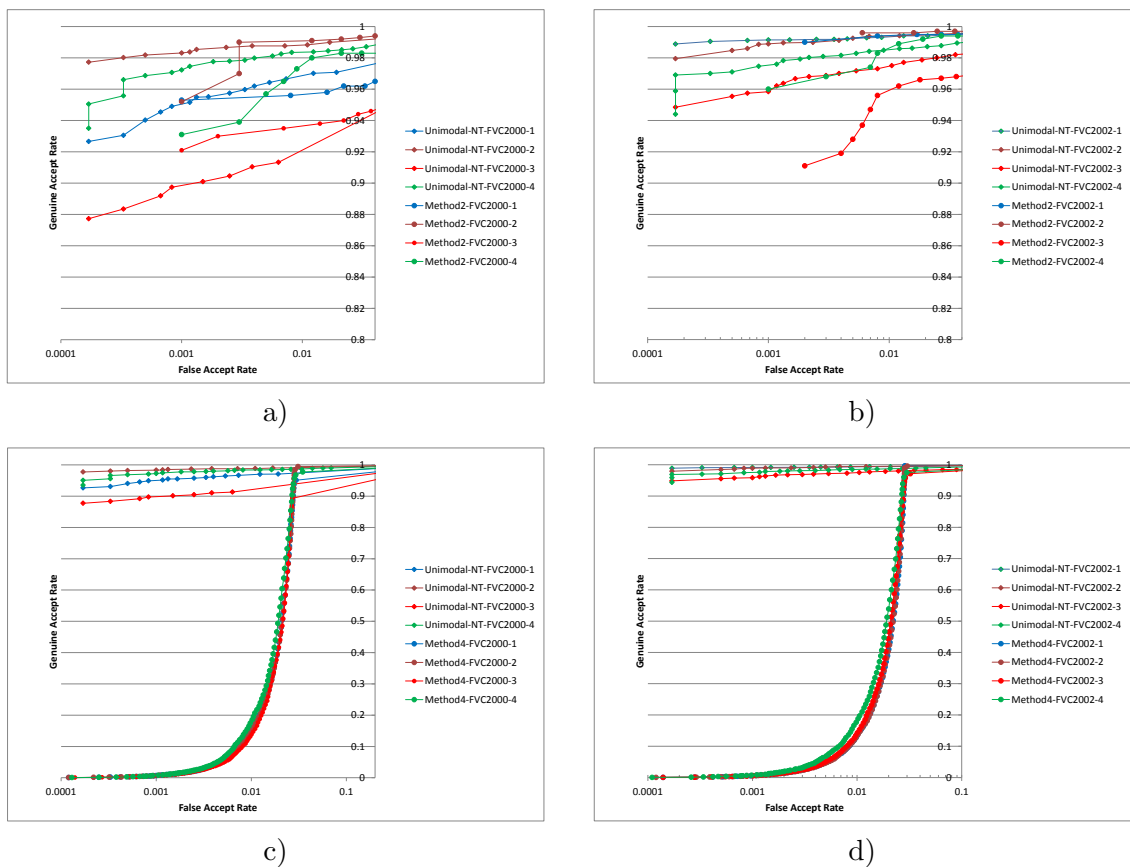 1
0.98
0.96
0.94
0.92
0.9
0.88
0.86
0.84
0.82
0.8
Genuine Accept Rate
0.0001
0.001
0.01
False Accept Rate
Unimodal-NT-FVC2000-1
Unimodal-NT-FVC2000-2
Unimodal-NT-FVC2000-3
Unimodal-NT-FVC2000-4
Method2-FVC2000-1
Method2-FVC2000-2
Method2-FVC2000-3
Method2-FVC2000-4
a)
1
0.98
0.96
0.94
0.92
0.9
0.88
0.86
0.84
0.82
0.8
Genuine Accept Rate
0.0001
0.001
0.01
False Accept Rate
Unimodal-NT-FVC2002-1
Unimodal-NT-FVC2002-2
Unimodal-NT-FVC2002-3
Unimodal-NT-FVC2002-4
Method2-FVC2002-1
Method2-FVC2002-2
Method2-FVC2002-3
Method2-FVC2002-4
b)
1
0.9
0.8
0.7
0.6
0.5
0.4
0.3
0.2
0.1
0
Genuine Accept Rate
0.0001
0.001
0.01
0.1
False Accept Rate
Unimodal-NT-FVC2000-1
Unimodal-NT-FVC2000-2
Unimodal-NT-FVC2000-3
Unimodal-NT-FVC2000-4
Method4-FVC2000-1
Method4-FVC2000-2
Method4-FVC2000-3
Method4-FVC2000-4
c)
1
0.9
0.8
0.7
0.6
0.5
0.4
0.3
0.2
0.1
0
Genuine Accept Rate
0.0001
0.001
0.01
0.1
False Accept Rate
Unimodal-NT-FVC2002-1
Unimodal-NT-FVC2002-2
Unimodal-NT-FVC2002-3
Unimodal-NT-FVC2002-4
Method4-FVC2002-1
Method4-FVC2002-2
Method4-FVC2002-3
Method4-FVC2002-4
d)